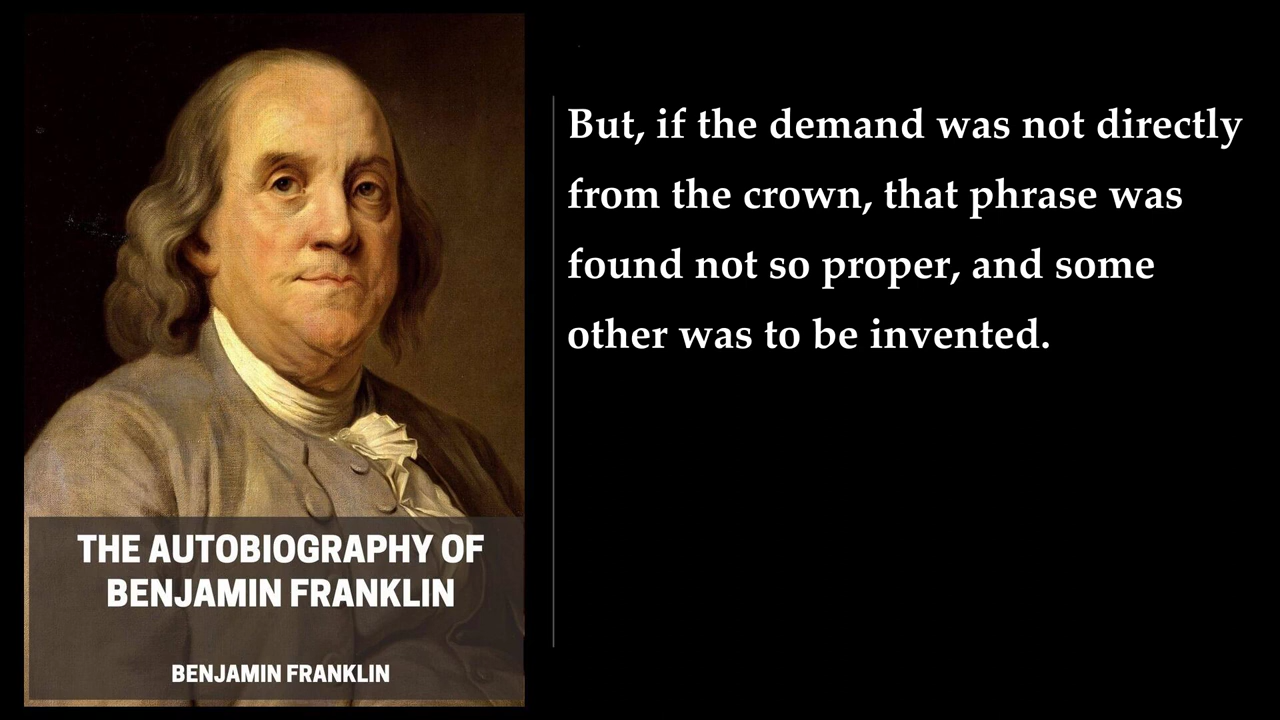 THE AUTOBIOGRAPHY OF
BENJAMIN FRANKLIN
BENJAMIN FRANKLIN
But, if the demand was not directly
from the crown, that phrase was
found not so proper, and some
other was to be invented.